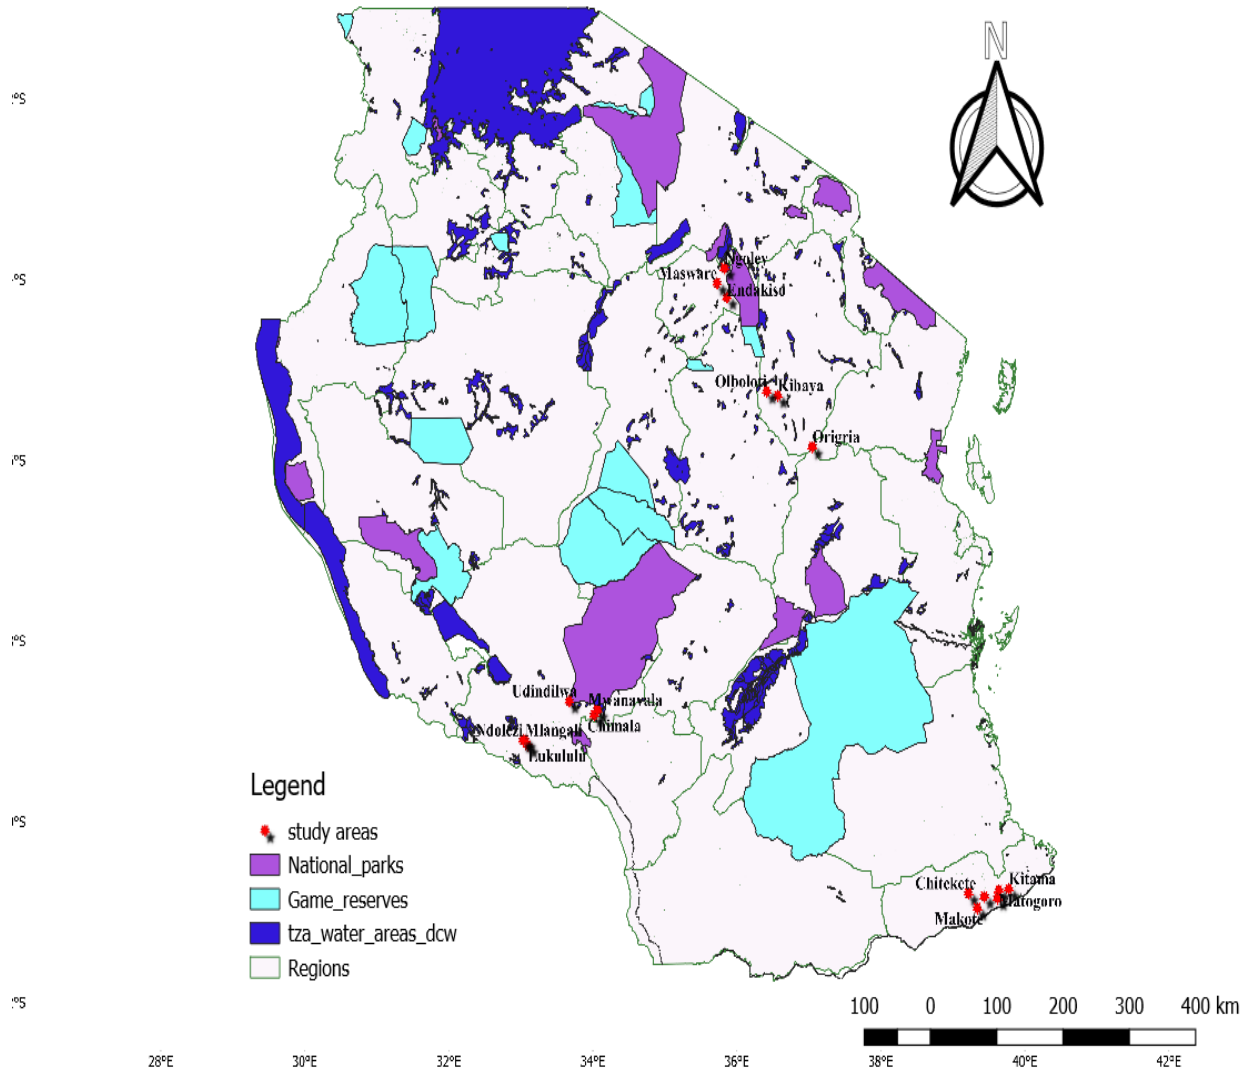 N
°S
Ngoley
Masware
Endakiso
°S
Olbolori Kibaya
Origria
°S
°S
Udindilwa
Mwanavala
Chimala
Ndolezi Mlangali
Lukululu
Legend
study areas
National_parks
Game_reserves
tza_water_areas_dcw
Regions
°S
Chitekete
Kitama
Matogoro
Makote
°S
100 0 100 200 300 400 km
28°E 30°E 32°E 34°E 36°E 38°E 40°E 42°E